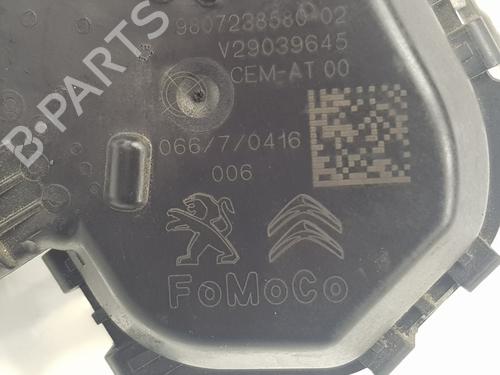 9807238580-02
V29039645
CEM-AT 00
066/7/0416
006
FoMoCo
B-PARTS